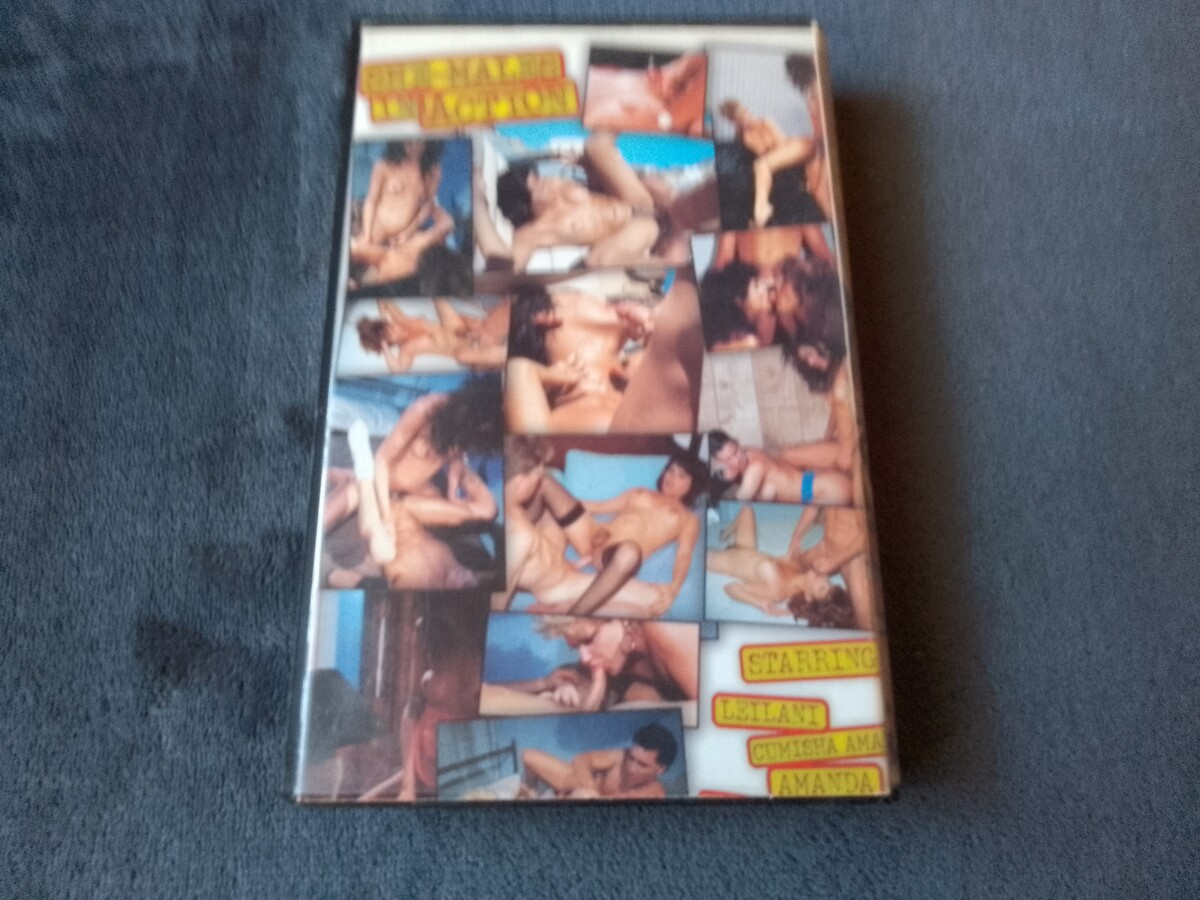 SHE-MALES
IN ACTION
STARRING
LEILANI
CUMISHA AMA
AMANDA